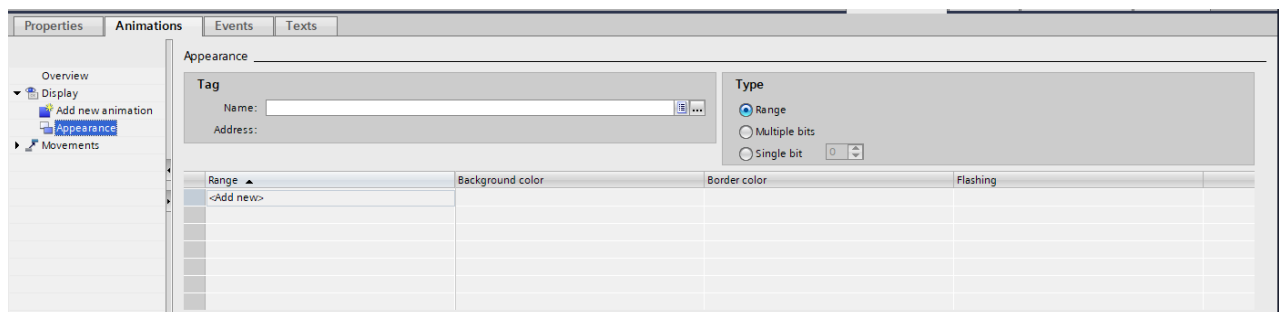 Properties Animations Events Texts
Appearance
Overview
Display
Add new animation
Appearance
Movements
Tag
Name:
Address:
Type
Range
Multiple bits
Single bit 0
Range Background color Border color Flashing
<Add new>